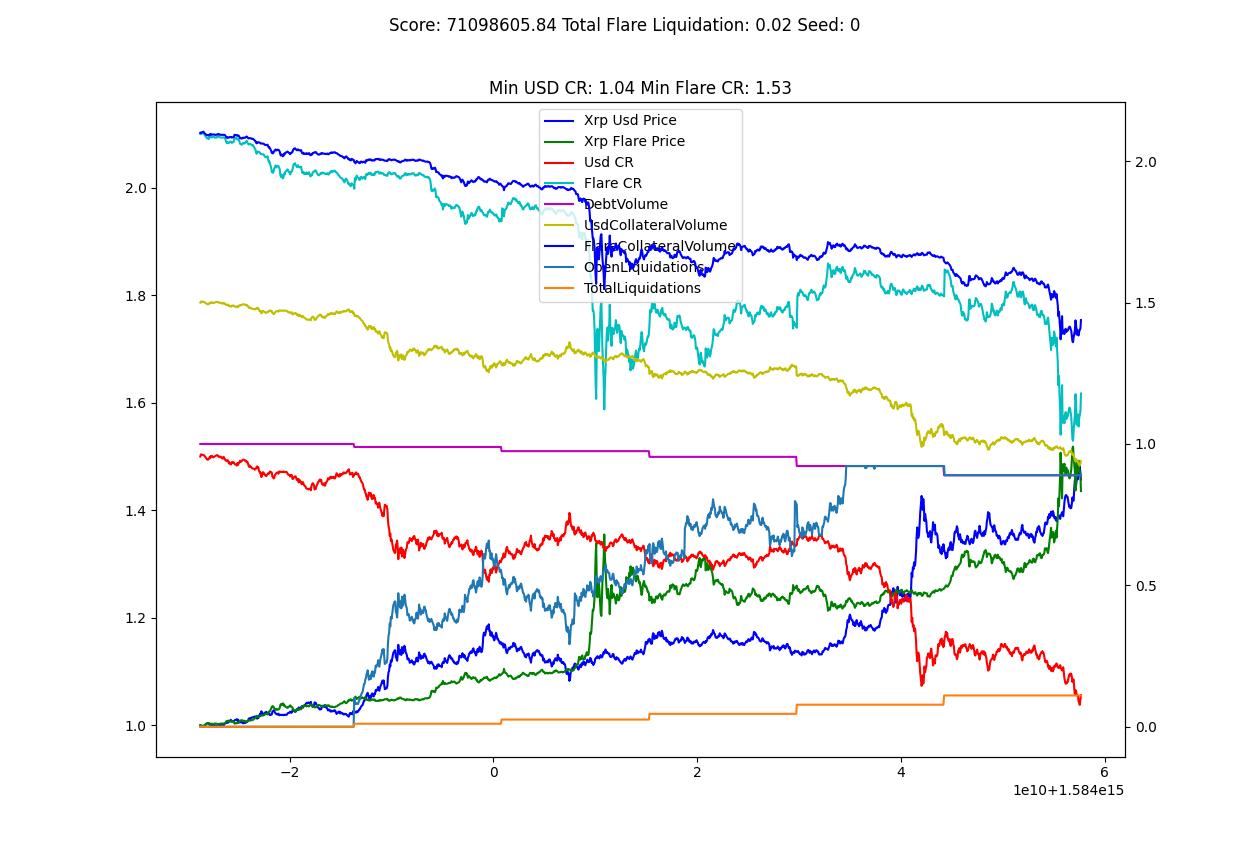 Score: 71098605.84 Total Flare Liquidation: 0.02 Seed: 0
Min USD CR: 1.04 Min Flare CR: 1.53
Xrp Usd Price
Xrp Flare Price
Usd CR
Flare CR
DebtVolume
UsdCollateralVolume
FlareCollateralVolume
OpenLiquidations
TotalLiquidations
2.0
1.8
1.6
1.4
1.2
1.0
2.0
1.5
1.0
0.5
0.0
−2
0
2
4
6
1e10+1.584e15